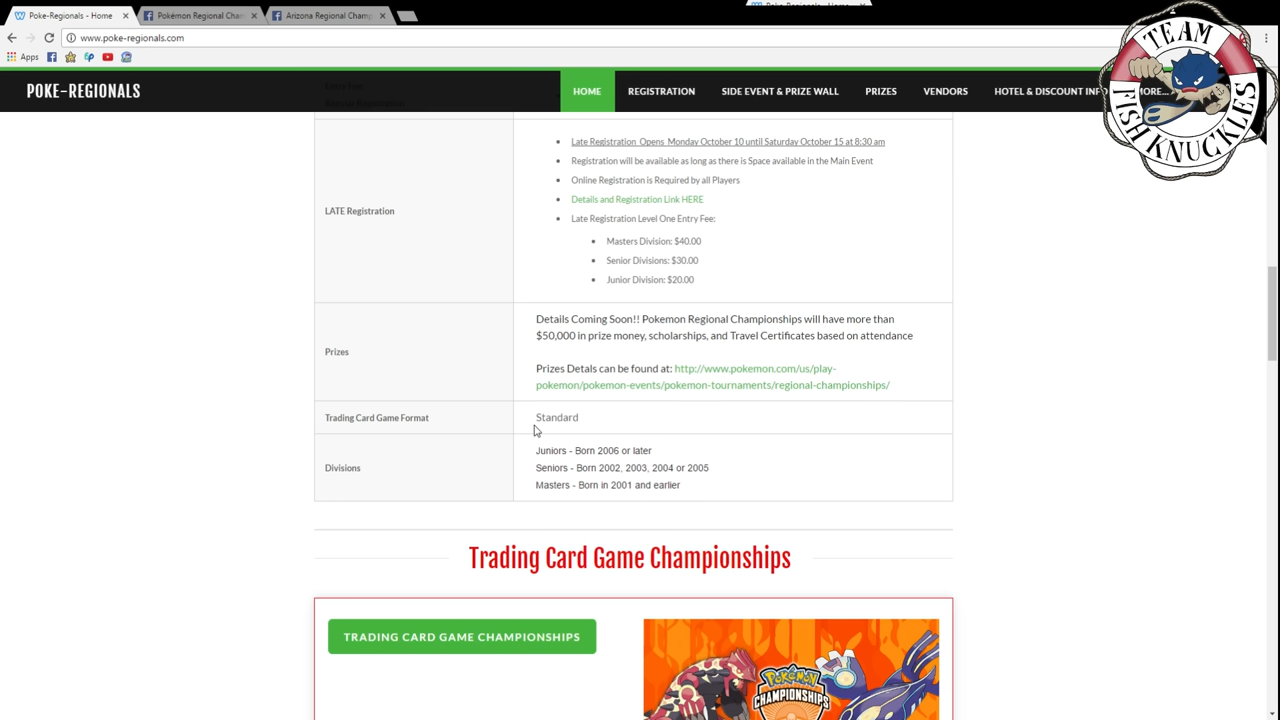 Poke-Regionals - Home
Pokémon Regional Cham
Arizona Regional Champ
www.poke-regionals.com
Apps
POKE-REGIONALS
HOME
REGISTRATION
SIDE EVENT & PRIZE WALL
PRIZES
VENDORS
HOTEL & DISCOUNT INFO
MORE...
TEAM
FISH KNUCKLES
LATE Registration
Late Registration Opens Monday October 10 until Saturday October 15 at 8:30 am
Registration will be available as long as there is Space available in the Main Event
Online Registration is Required by all Players
Details and Registration Link HERE
Late Registration Level One Entry Fee:
Masters Division: $40.00
Senior Divisions: $30.00
Junior Division: $20.00
Prizes
Details Coming Soon!! Pokemon Regional Championships will have more than
$50,000 in prize money, scholarships, and Travel Certificates based on attendance
Prizes Detals can be found at: http://www.pokemon.com/us/play-
pokemon/pokemon-events/pokemon-tournaments/regional-championships/
Trading Card Game Format
Standard
Divisions
Juniors - Born 2006 or later
Seniors - Born 2002, 2003, 2004 or 2005
Masters - Born in 2001 and earlier
Trading Card Game Championships
TRADING CARD GAME CHAMPIONSHIPS
Pokémon
CHAMPIONSHIPS